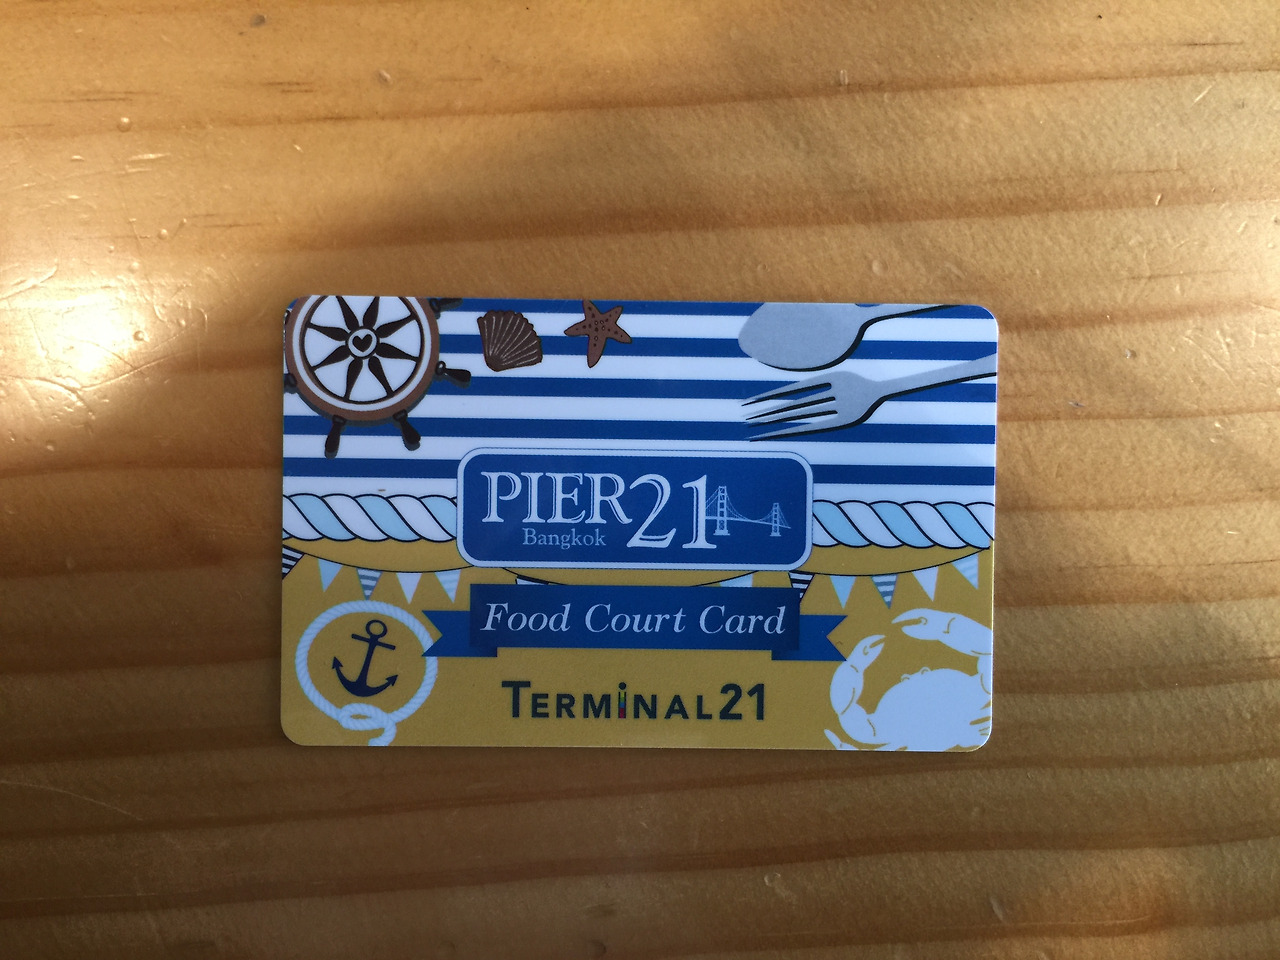 PIER21
Bangkok
Food Court Card
TERMINAL21